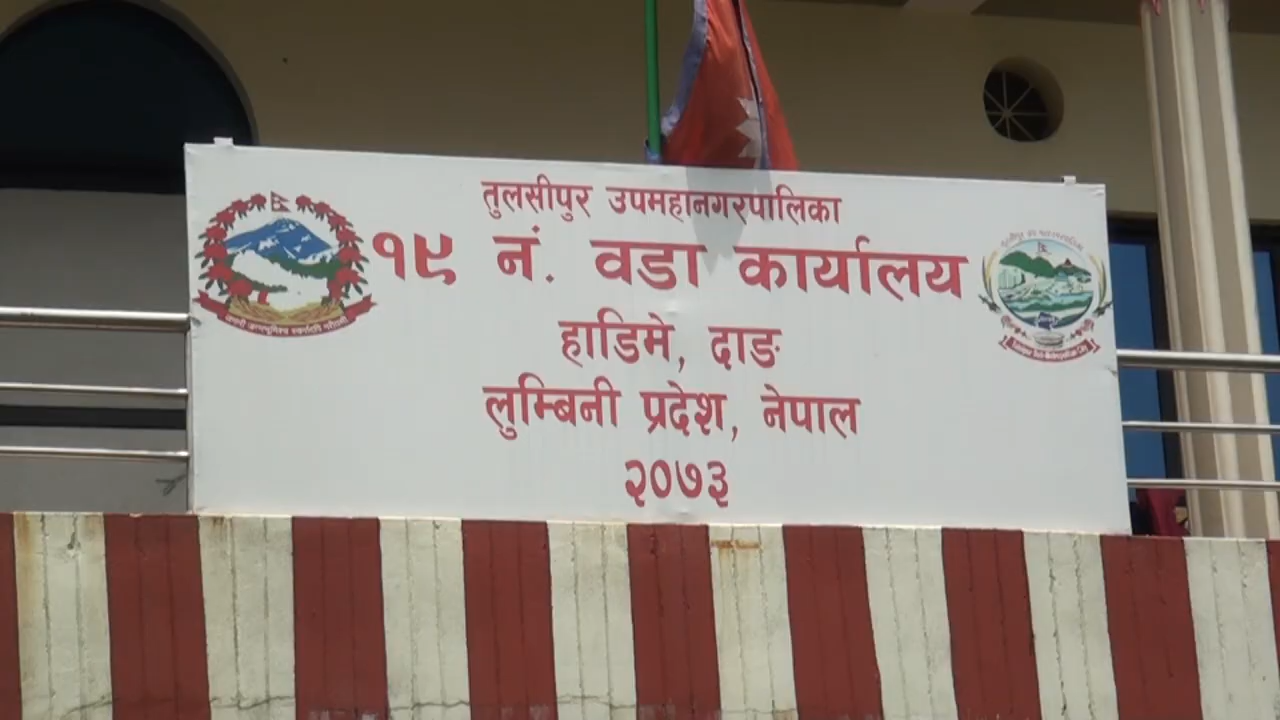 तुलसीपुर उपमहानगरपालिका
१९ नं. वडा कार्यालय
हाडिमे, दाङ
लुम्बिनी प्रदेश, नेपाल
२०७३